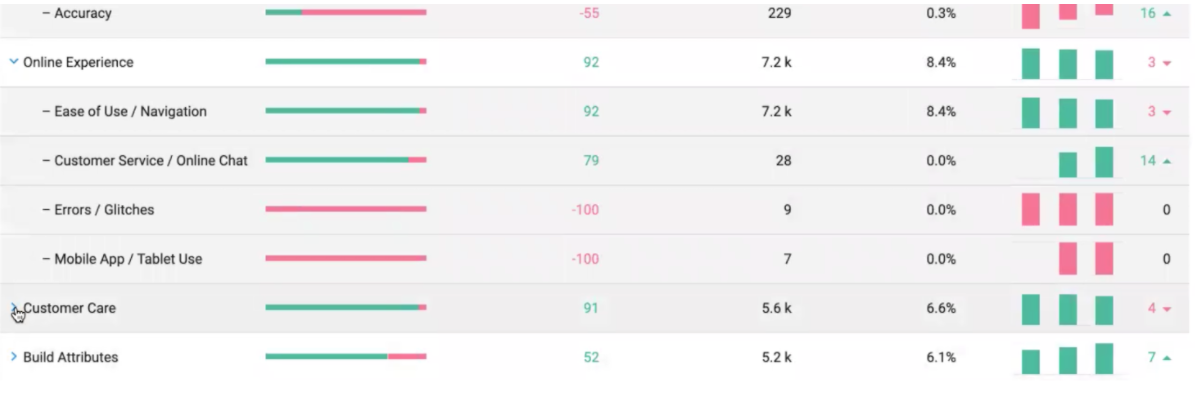 – Accuracy -55 229 0.3% 16
Online Experience 92 7.2 k 8.4% 3
– Ease of Use / Navigation 92 7.2 k 8.4% 3
– Customer Service / Online Chat 79 28 0.0% 14
– Errors / Glitches -100 9 0.0% 0
– Mobile App / Tablet Use -100 7 0.0% 0
Customer Care 91 5.6 k 6.6% 4
Build Attributes 52 5.2 k 6.1% 7